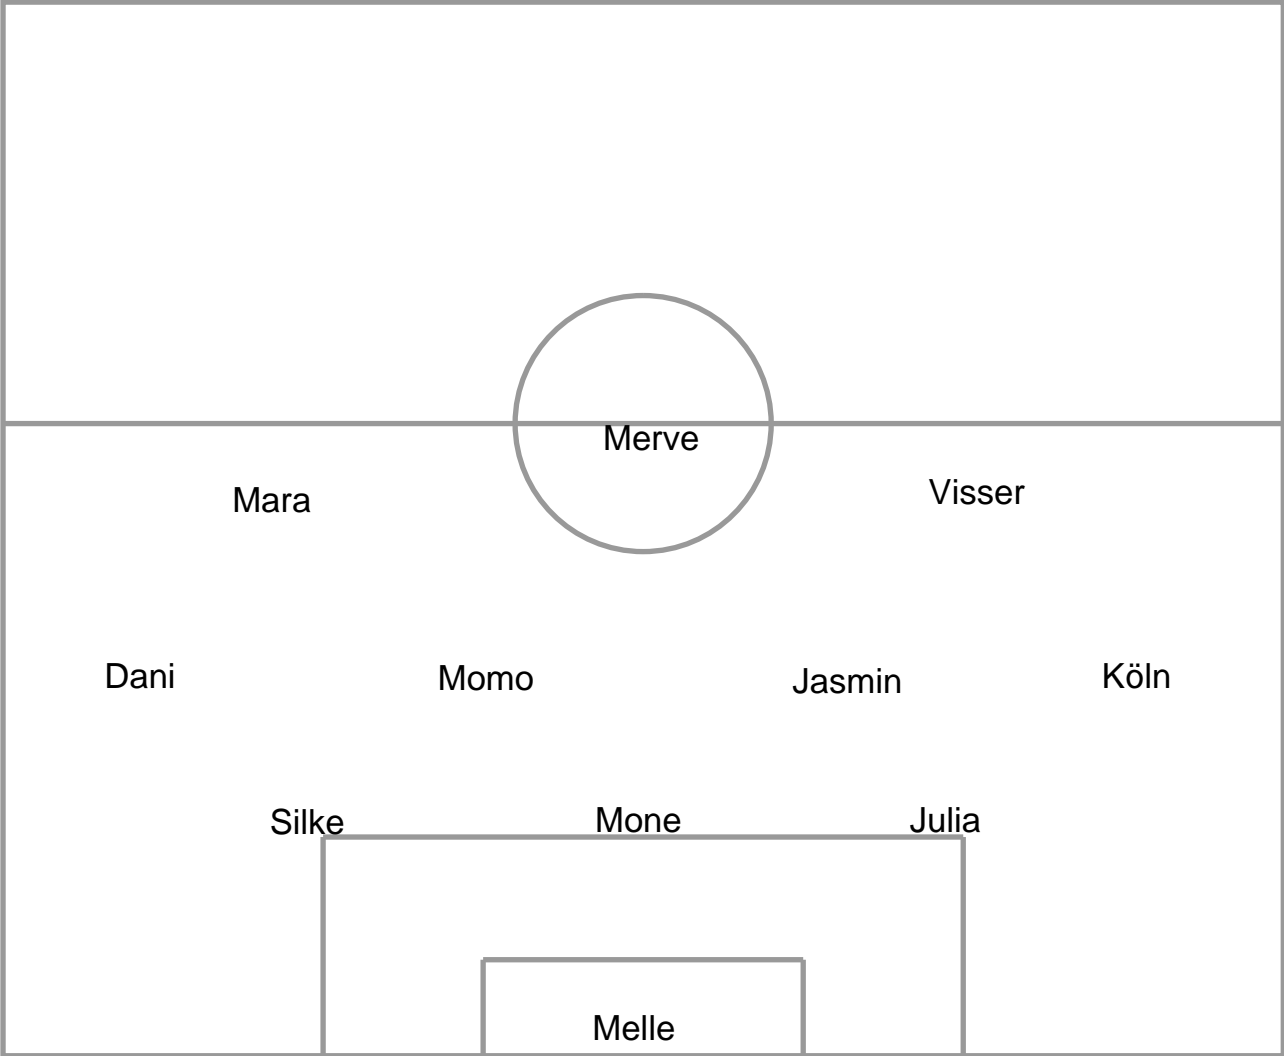 Merve
Mara
Visser
Dani
Momo
Jasmin
Köln
Silke
Mone
Julia
Melle